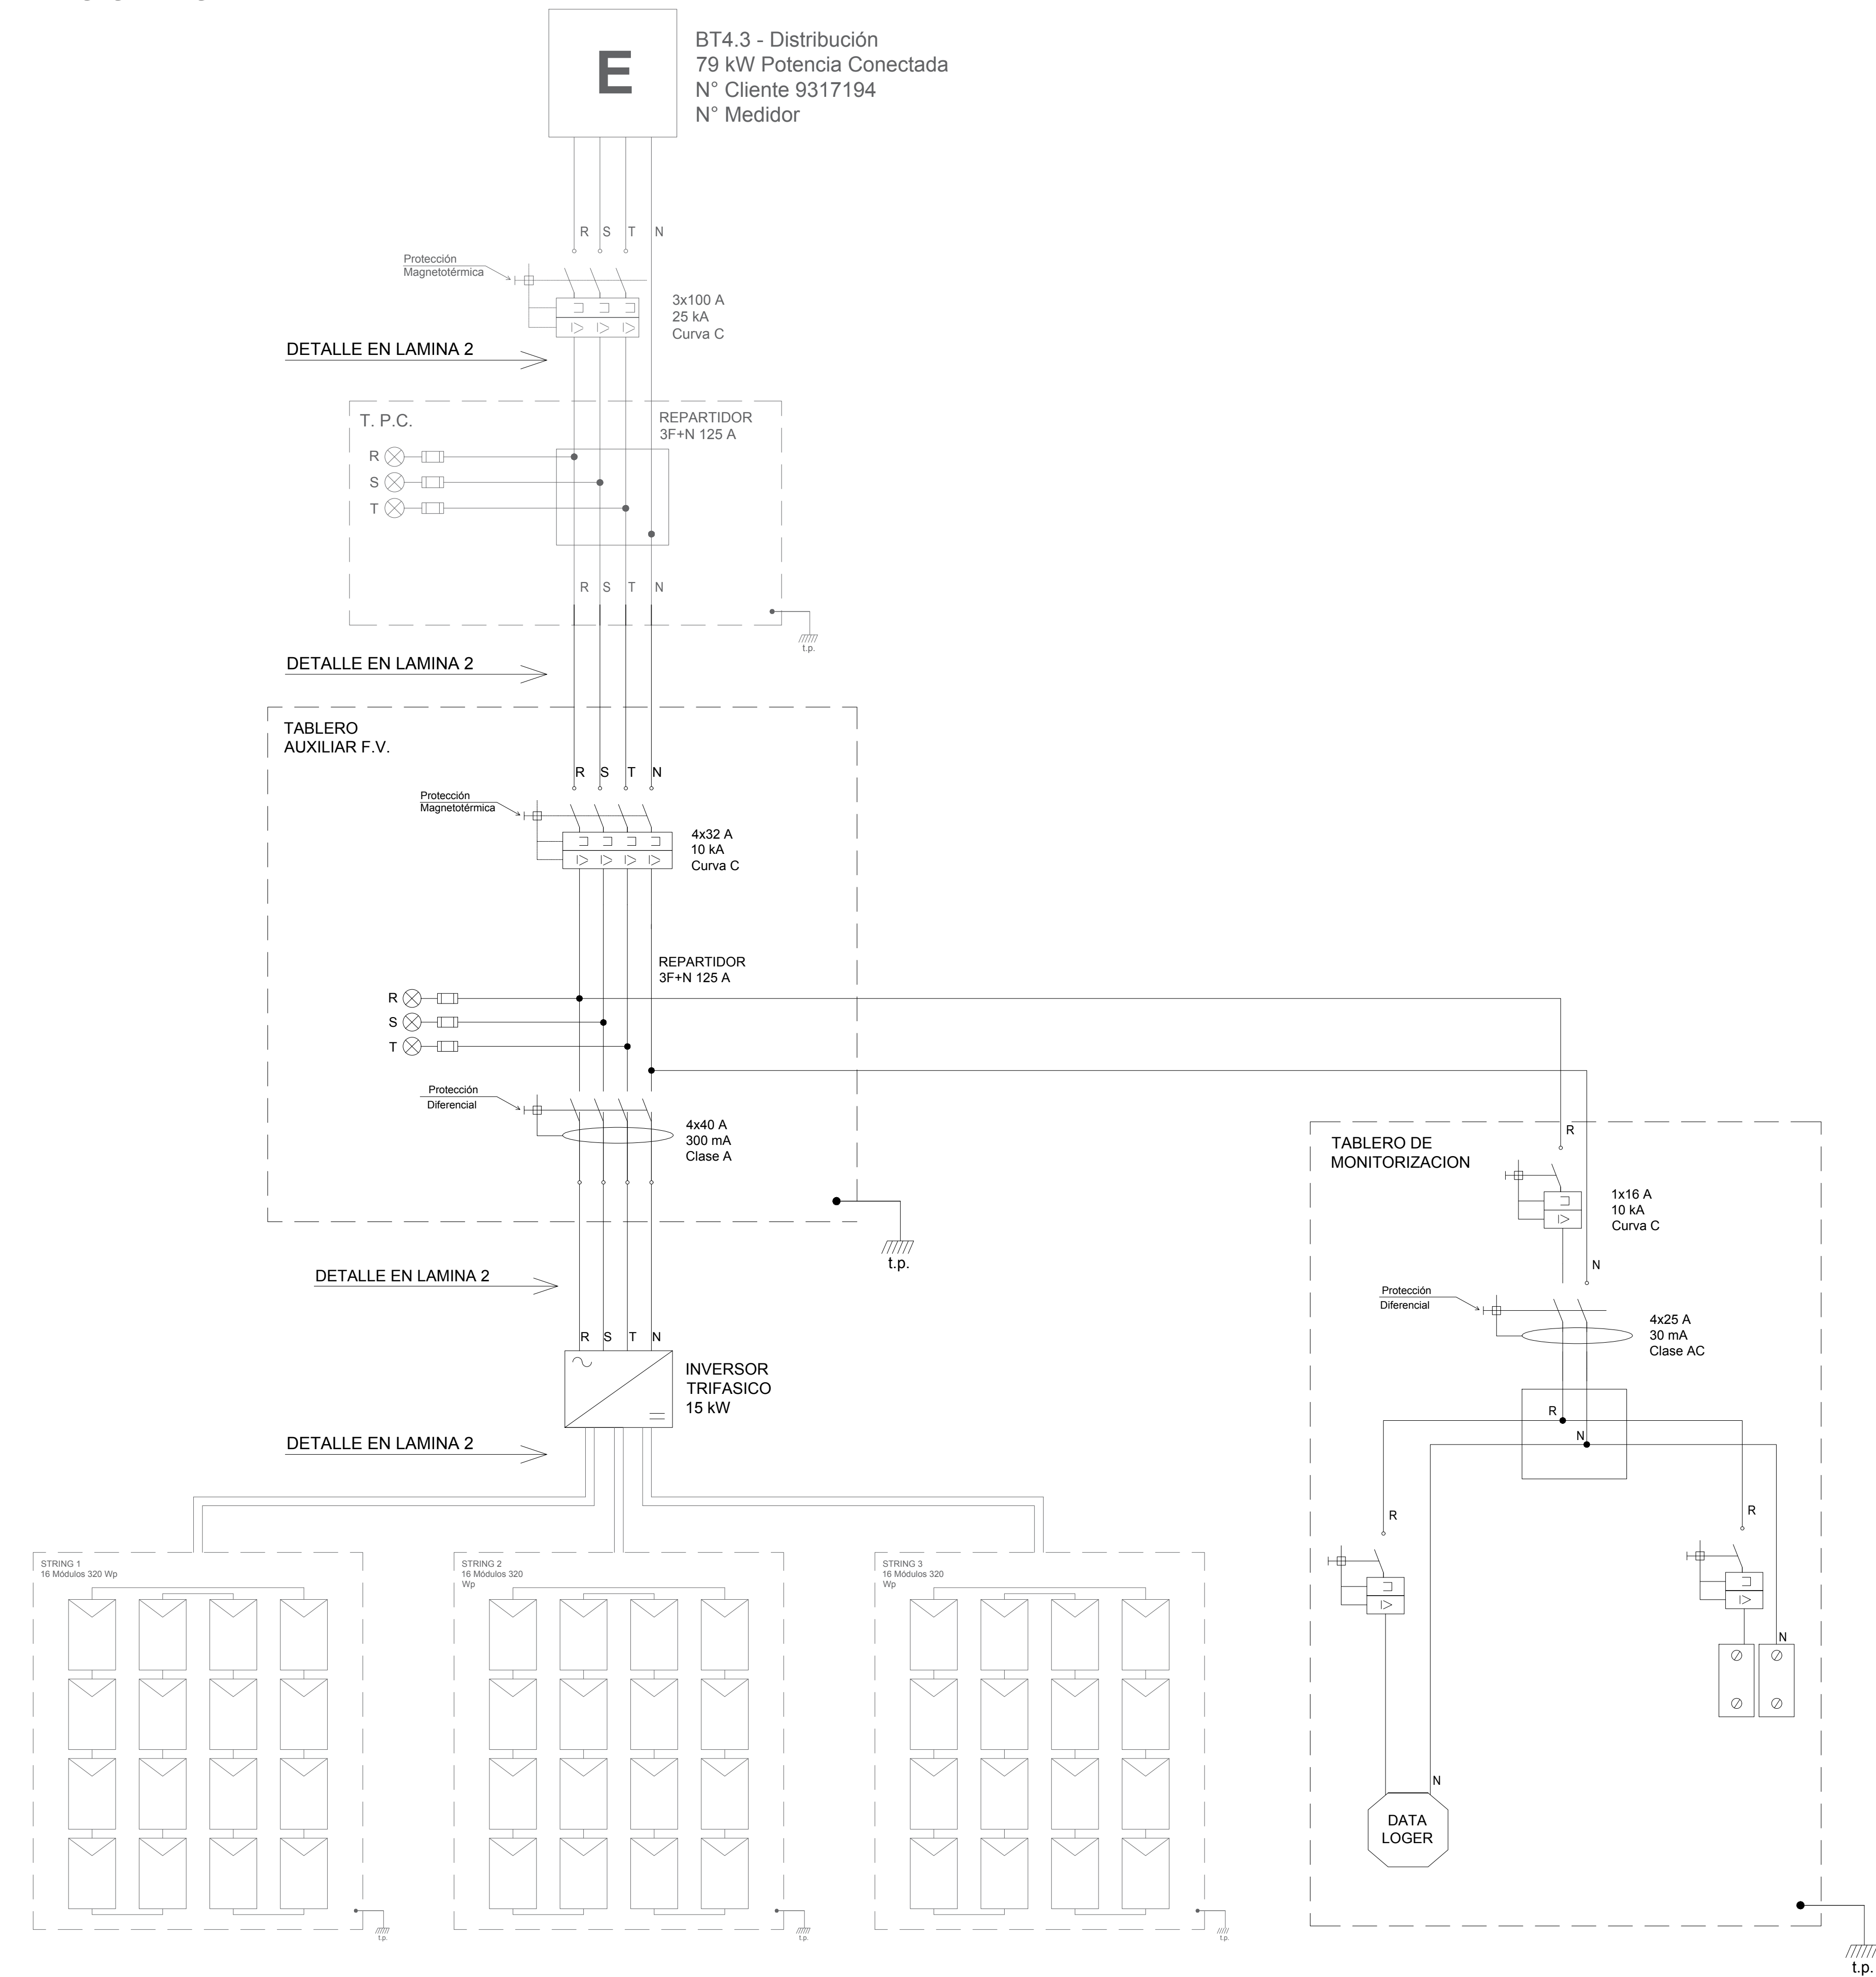 E
BT4.3 - Distribución
79 kW Potencia Conectada
N° Cliente 9317194
N° Medidor
R S T N
Protección
Magnetotérmica
3x100 A
25 kA
Curva C
DETALLE EN LAMINA 2
T. P.C.
REPARTIDOR
3F+N 125 A
R
S
T
R S T N
t.p.
DETALLE EN LAMINA 2
TABLERO
AUXILIAR F.V.
R S T N
Protección
Magnetotérmica
4x32 A
10 kA
Curva C
REPARTIDOR
3F+N 125 A
R
S
T
Protección
Diferencial
4x40 A
300 mA
Clase A
t.p.
DETALLE EN LAMINA 2
R S T N
INVERSOR
TRIFASICO
15 kW
DETALLE EN LAMINA 2
STRING 1
16 Módulos 320 Wp
t.p.
STRING 2
16 Módulos 320
Wp
t.p.
STRING 3
16 Módulos 320
Wp
t.p.
TABLERO DE
MONITORIZACION
R
1x16 A
10 kA
Curva C
N
Protección
Diferencial
4x25 A
30 mA
Clase AC
R
N
R
R
N
N
DATA
LOGER
t.p.